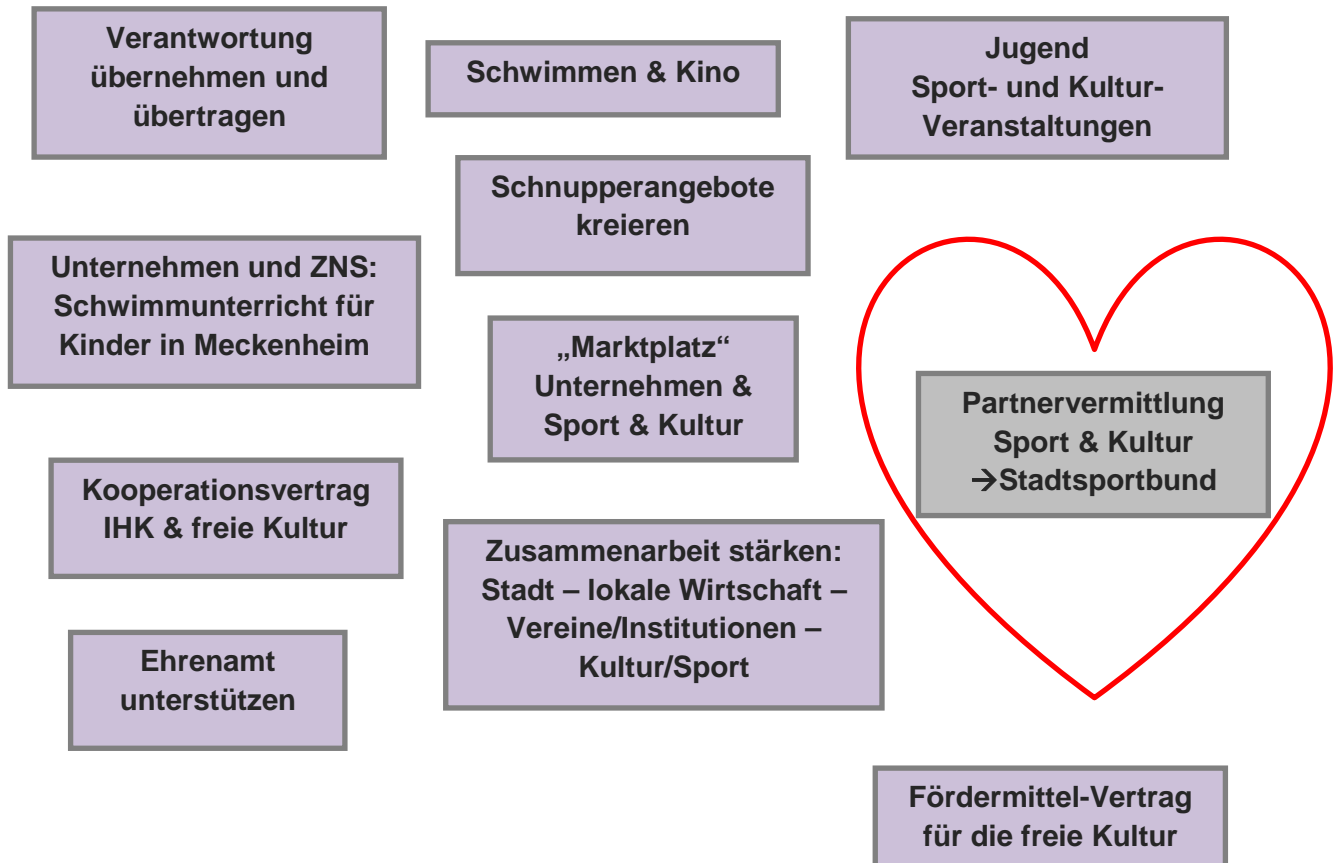 Verantwortung
übernehmen und
übertragen
Schwimmen & Kino
Jugend
Sport- und Kultur-
Veranstaltungen
Schnupperangebote
kreieren
Unternehmen und ZNS:
Schwimmunterricht für
Kinder in Meckenheim
„Marktplatz“
Unternehmen &
Sport & Kultur
Partnervermittlung
Sport & Kultur
→Stadtsportbund
Kooperationsvertrag
IHK & freie Kultur
Zusammenarbeit stärken:
Stadt – lokale Wirtschaft –
Vereine/Institutionen –
Kultur/Sport
Ehrenamt
unterstützen
Fördermittel-Vertrag
für die freie Kultur